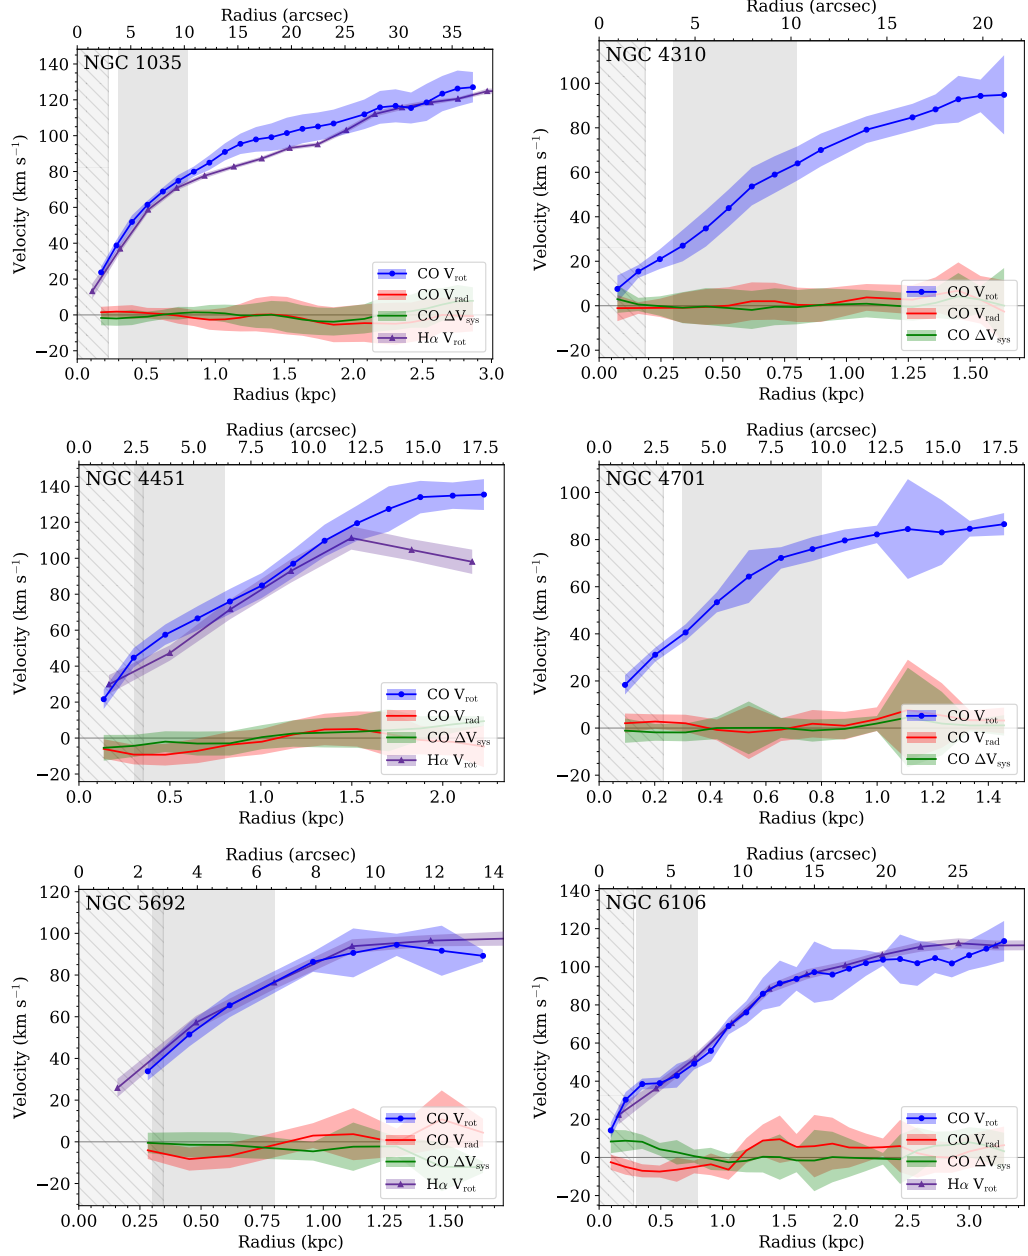 Radius (arcsec)
0 5 10 15 20 25 30 35
NGC 1035
Velocity (km s⁻¹)
140
120
100
80
60
40
20
0
−20
CO V_rot
CO V_rad
CO ΔV_sys
Hα V_rot
0.0 0.5 1.0 1.5 2.0 2.5 3.0
Radius (kpc)
Radius (arcsec)
0 4 8 12 16 20
NGC 4310
Velocity (km s⁻¹)
100
80
60
40
20
0
−20
CO V_rot
CO V_rad
CO ΔV_sys
0.00 0.25 0.50 0.75 1.00 1.25 1.50
Radius (kpc)
Radius (arcsec)
0.0 2.5 5.0 7.5 10.0 12.5 15.0 17.5
NGC 4451
Velocity (km s⁻¹)
140
120
100
80
60
40
20
0
−20
CO V_rot
CO V_rad
CO ΔV_sys
Hα V_rot
0.0 0.5 1.0 1.5 2.0
Radius (kpc)
Radius (arcsec)
0.0 2.5 5.0 7.5 10.0 12.5 15.0 17.5
NGC 4701
Velocity (km s⁻¹)
100
80
60
40
20
0
−20
CO V_rot
CO V_rad
CO ΔV_sys
0.0 0.2 0.4 0.6 0.8 1.0 1.2 1.4
Radius (kpc)
Radius (arcsec)
0 2 4 6 8 10 12 14
NGC 5692
Velocity (km s⁻¹)
120
100
80
60
40
20
0
−20
CO V_rot
CO V_rad
CO ΔV_sys
Hα V_rot
0.00 0.25 0.50 0.75 1.00 1.25 1.50
Radius (kpc)
Radius (arcsec)
0 5 10 15 20 25
NGC 6106
Velocity (km s⁻¹)
140
120
100
80
60
40
20
0
−20
CO V_rot
CO V_rad
CO ΔV_sys
Hα V_rot
0.0 0.5 1.0 1.5 2.0 2.5 3.0
Radius (kpc)